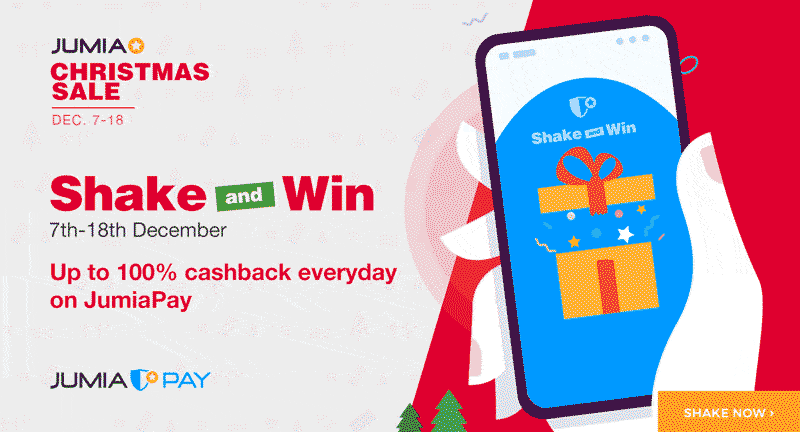 JUMIA
CHRISTMAS
SALE
DEC. 7-18
Shake and Win
7th-18th December
Up to 100% cashback everyday
on JumiaPay
JUMIA PAY
Shake and Win
SHAKE NOW ›